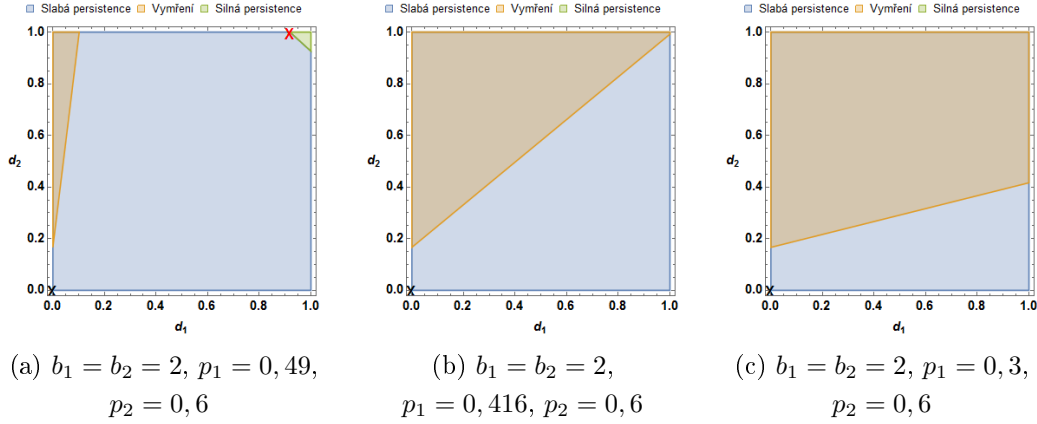 Slabá persistence Vymření Silná persistence
1.0
0.8
0.6
d2
0.4
0.2
0.0
X
X
0.0 0.2 0.4 0.6 0.8 1.0
d1
(a) b1 = b2 = 2, p1 = 0,49,
p2 = 0,6
Slabá persistence Vymření Silná persistence
1.0
0.8
0.6
d2
0.4
0.2
0.0
X
0.0 0.2 0.4 0.6 0.8 1.0
d1
(b) b1 = b2 = 2,
p1 = 0,416, p2 = 0,6
Slabá persistence Vymření Silná persistence
1.0
0.8
0.6
d2
0.4
0.2
0.0
X
0.0 0.2 0.4 0.6 0.8 1.0
d1
(c) b1 = b2 = 2, p1 = 0,3,
p2 = 0,6